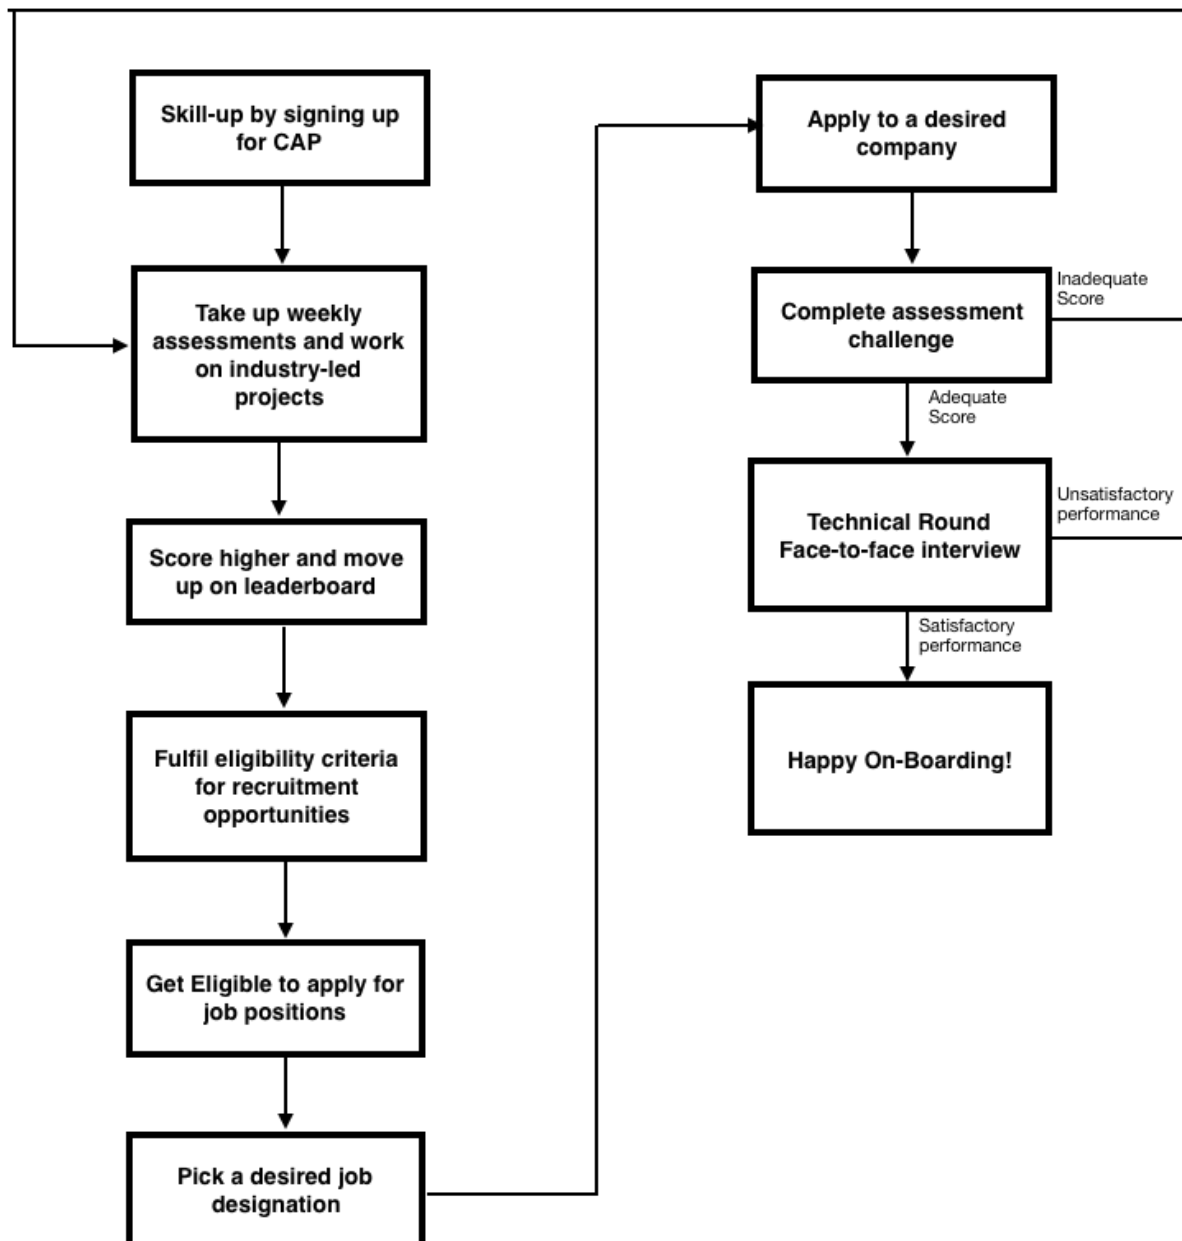 Skill-up by signing up
for CAP
Take up weekly
assessments and work
on industry-led
projects
Score higher and move
up on leaderboard
Fulfil eligibility criteria
for recruitment
opportunities
Get Eligible to apply for
job positions
Pick a desired job
designation
Apply to a desired
company
Complete assessment
challenge
Inadequate
Score
Adequate
Score
Technical Round
Face-to-face interview
Unsatisfactory
performance
Satisfactory
performance
Happy On-Boarding!